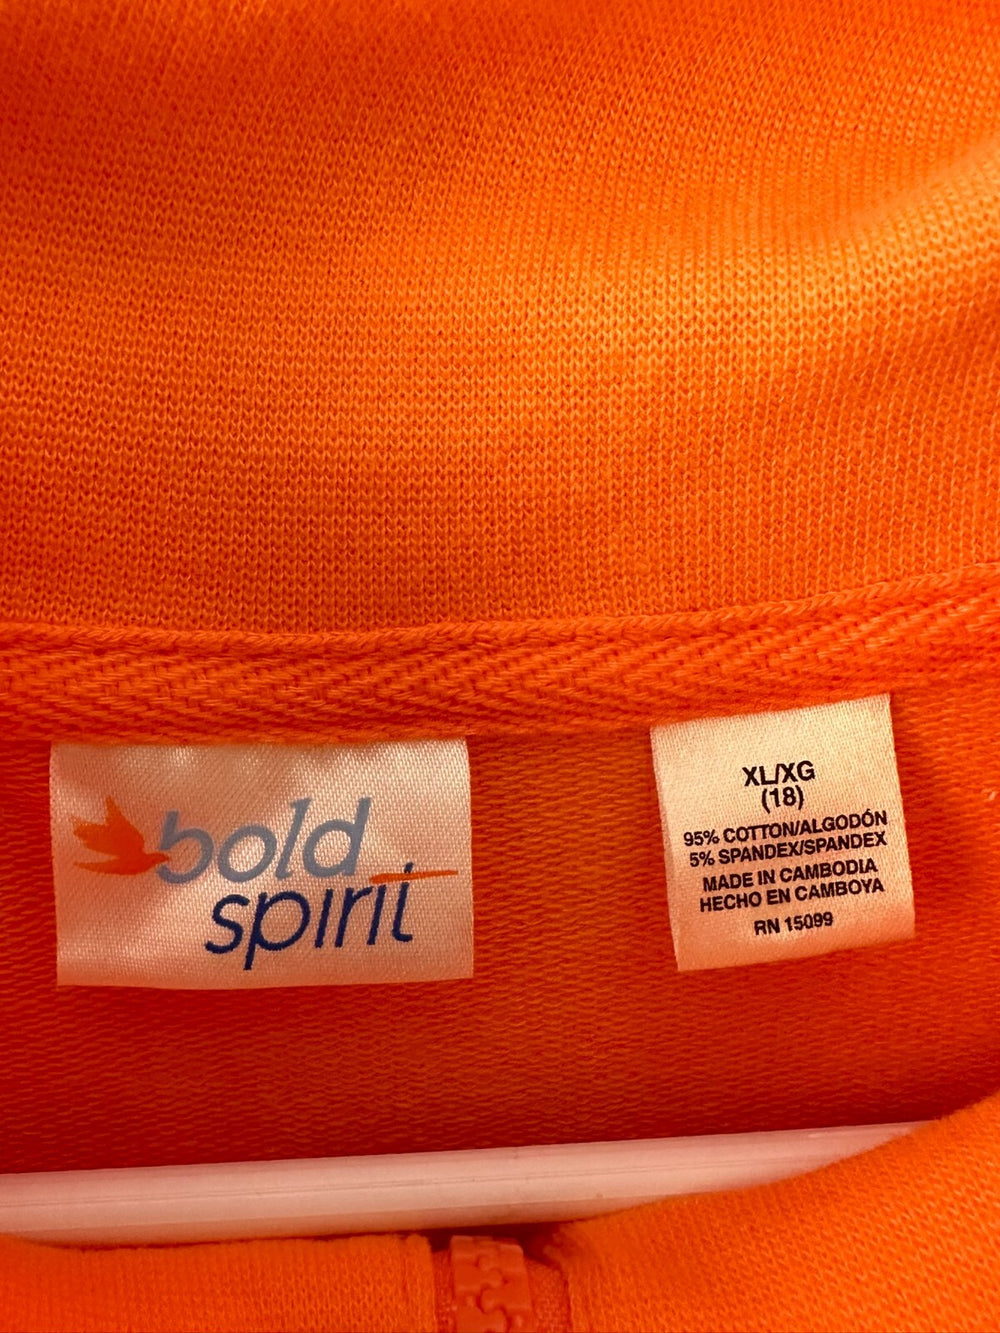 bold
spirit
XL/XG
(18)
95% COTTON/ALGODÓN
5% SPANDEX/SPANDEX
MADE IN CAMBODIA
HECHO EN CAMBOYA
RN 15099